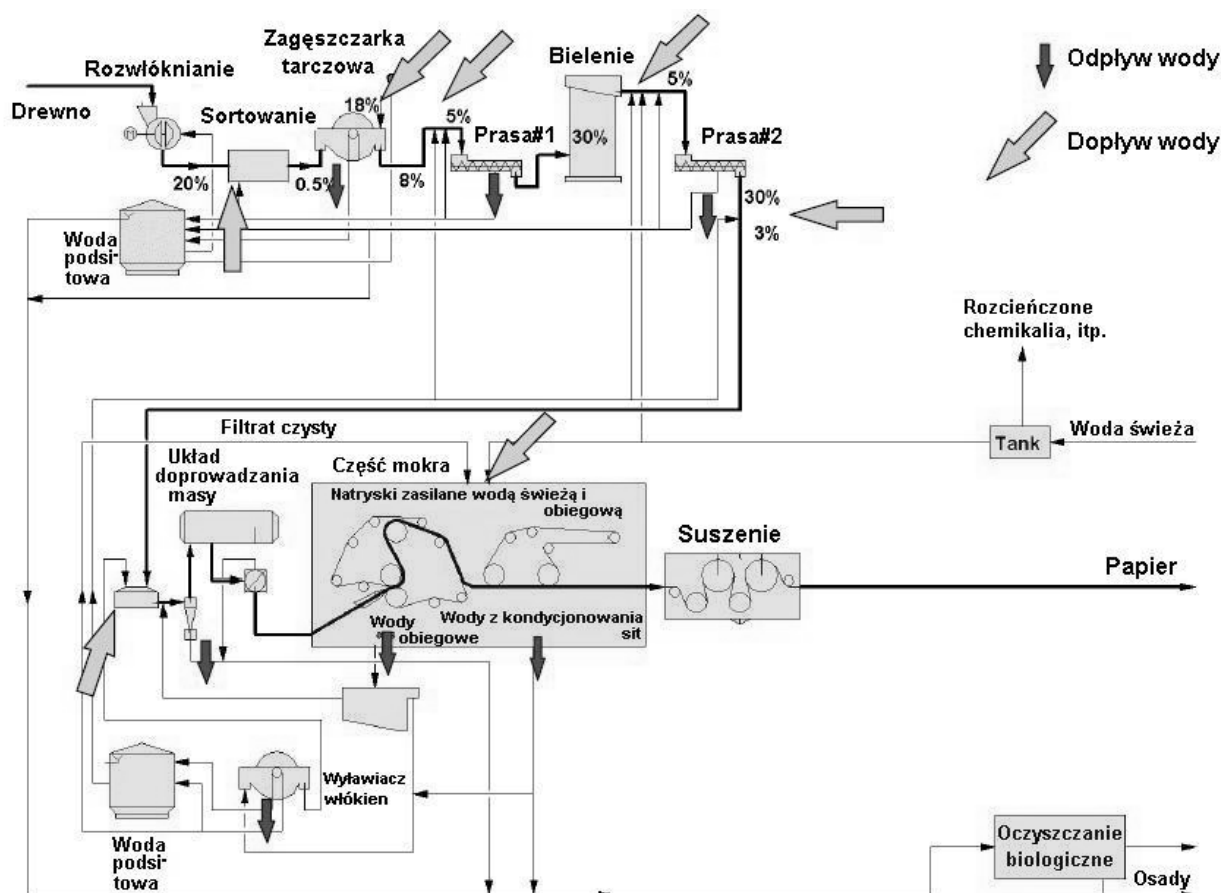 Zagęszczarka
tarczowa
Bielenie
Odpływ wody
Rozwłóknianie
5%
Drewno
Sortowanie
18%
5%
Prasa#1
30%
Prasa#2
Dopływ wody
20%
0.5%
8%
30%
3%
M
Woda
podsi-
towa
Rozcieńczone
chemikalia, itp.
Filtrat czysty
Tank
Woda świeża
Układ
doprowadzania
masy
Część mokra
Natryski zasilane wodą świeżą i
obiegową
Suszenie
Papier
Wody
obiegowe
Wody z kondycjonowania
sit
Wyławiacz
włókien
Woda
podsi-
towa
Oczyszczanie
biologiczne
Osady